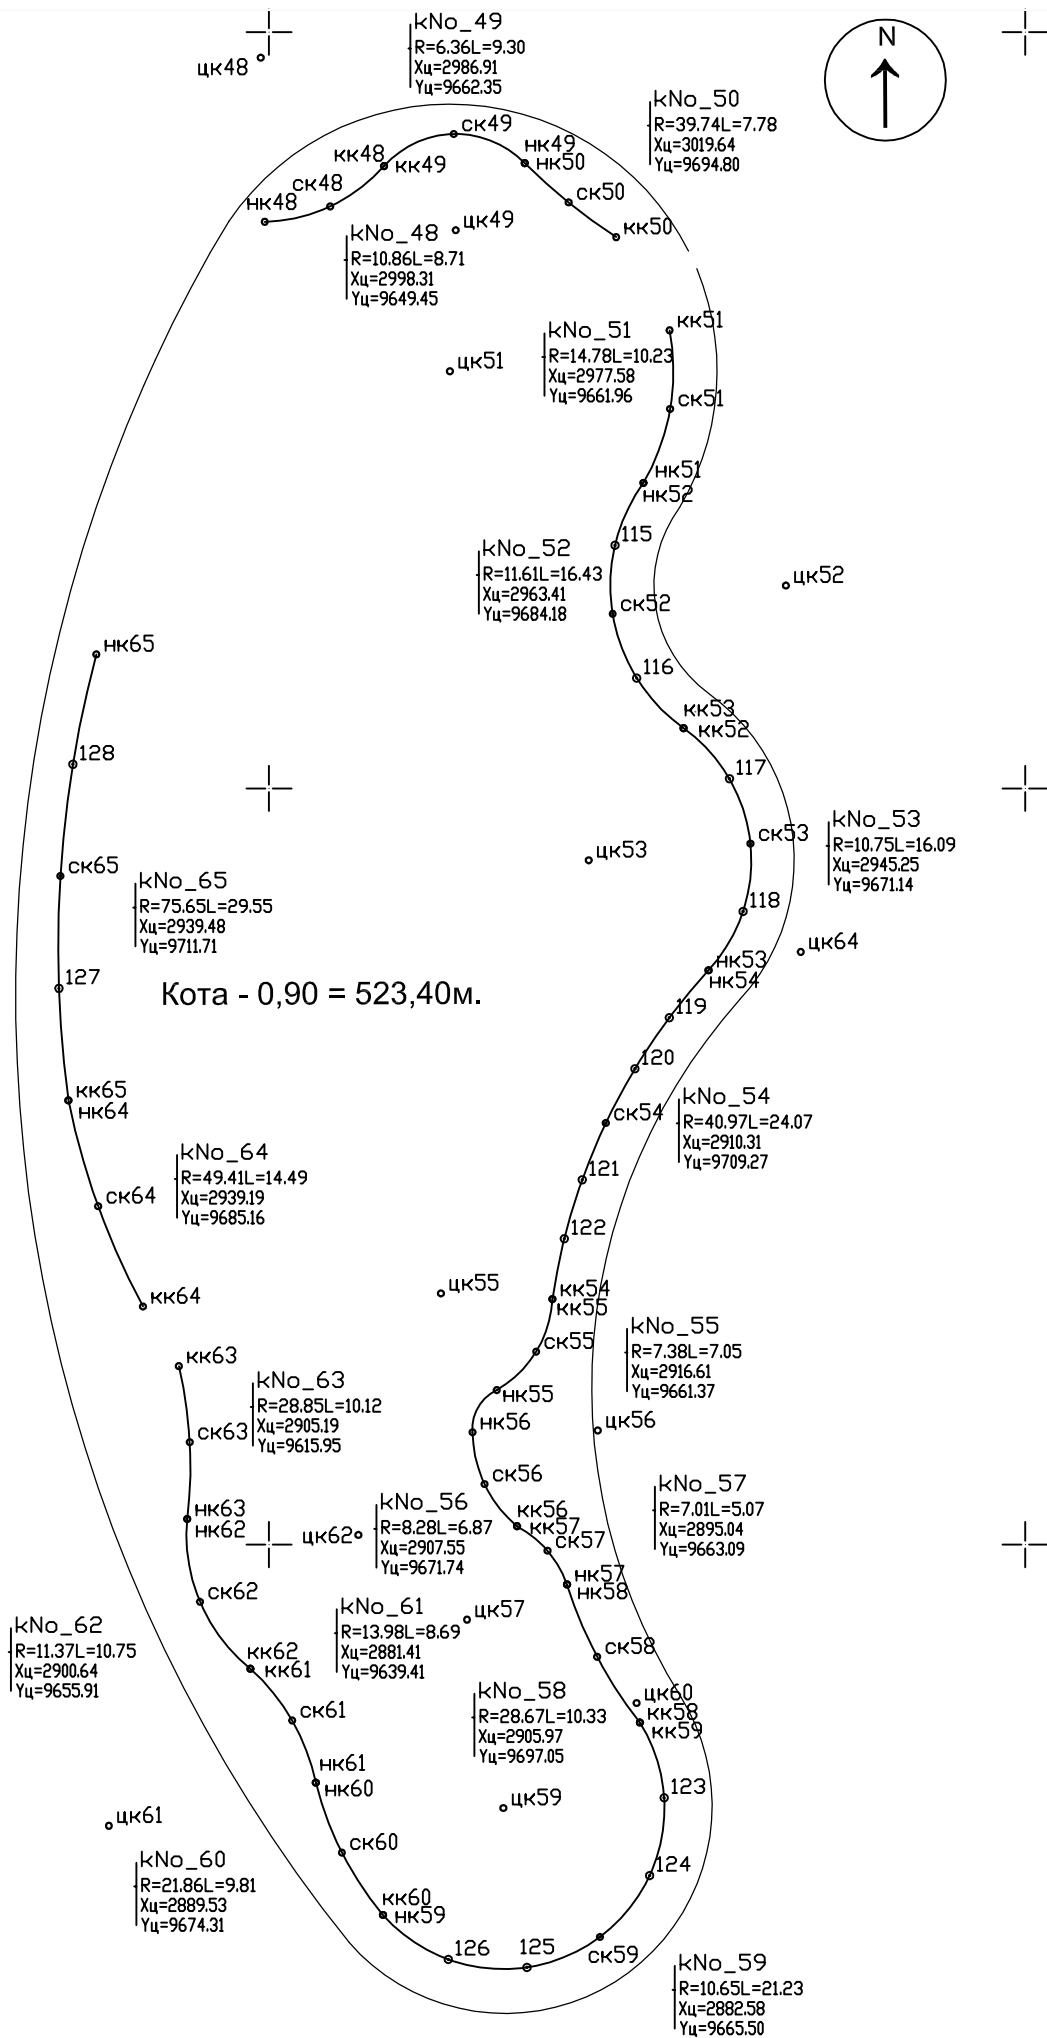 kNo_49
R=6.36L=9.30
Xц=2986.91
Yц=9662.35
N
цк48
kNo_50
R=39.74L=7.78
Xц=3019.64
Yц=9694.80
ск49
кк48
кк49
нк49
нк50
ск48
ск50
нк48
цк49
кк50
kNo_48
R=10.86L=8.71
Xц=2998.31
Yц=9649.45
кк51
kNo_51
R=14.78L=10.23
Xц=2977.58
Yц=9661.96
цк51
ск51
нк51
нк52
115
kNo_52
R=11.61L=16.43
Xц=2963.41
Yц=9684.18
цк52
ск52
нк65
116
кк53
кк52
128
117
kNo_53
R=10.75L=16.09
Xц=2945.25
Yц=9671.14
ск53
цк53
ск65
kNo_65
R=75.65L=29.55
Xц=2939.48
Yц=9711.71
118
цк64
нк53
нк54
127
Кота - 0,90 = 523,40м.
119
120
кк65
нк64
kNo_54
R=40.97L=24.07
Xц=2910.31
Yц=9709.27
ск54
kNo_64
R=49.41L=14.49
Xц=2939.19
Yц=9685.16
121
ск64
122
цк55
кк54
кк55
кк64
kNo_55
R=7.38L=7.05
Xц=2916.61
Yц=9661.37
ск55
кк63
kNo_63
R=28.85L=10.12
Xц=2905.19
Yц=9615.95
нк55
нк56
цк56
ск63
ск56
kNo_57
R=7.01L=5.07
Xц=2895.04
Yц=9663.09
kNo_56
R=8.28L=6.87
Xц=2907.55
Yц=9671.74
нк63
нк62
цк62
кк56
кк57
ск57
нк57
нк58
ск62
kNo_61
R=13.98L=8.69
Xц=2881.41
Yц=9639.41
цк57
kNo_62
R=11.37L=10.75
Xц=2900.64
Yц=9655.91
ск58
кк62
кк61
kNo_58
R=28.67L=10.33
Xц=2905.97
Yц=9697.05
цк60
кк58
кк59
ск61
нк61
нк60
123
цк59
цк61
ск60
kNo_60
R=21.86L=9.81
Xц=2889.53
Yц=9674.31
124
кк60
нк59
ск59
126
125
kNo_59
R=10.65L=21.23
Xц=2882.58
Yц=9665.50